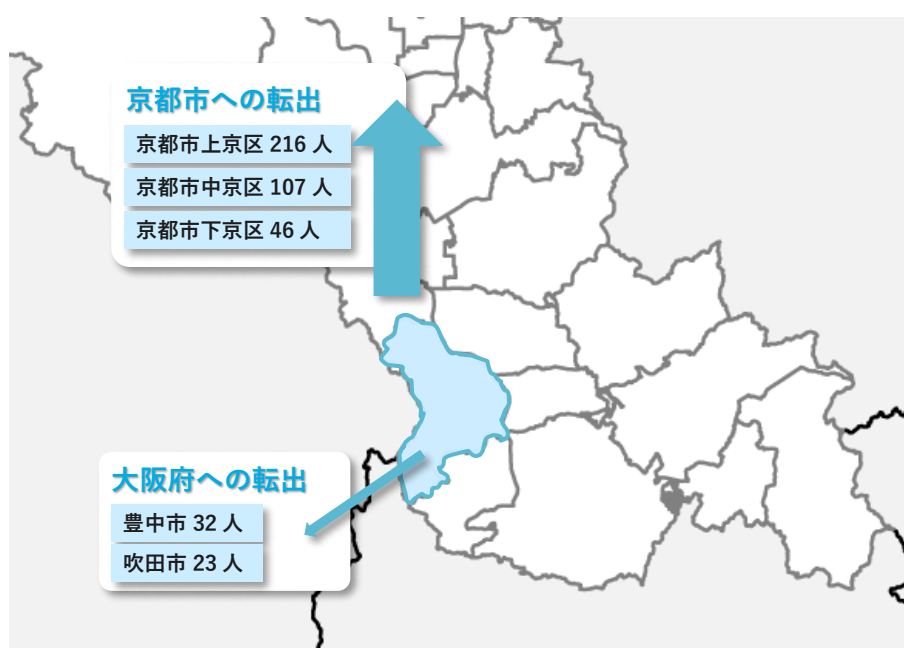 京都市への転出
京都市上京区 216 人
京都市中京区 107 人
京都市下京区 46 人
大阪府への転出
豊中市 32 人
吹田市 23 人